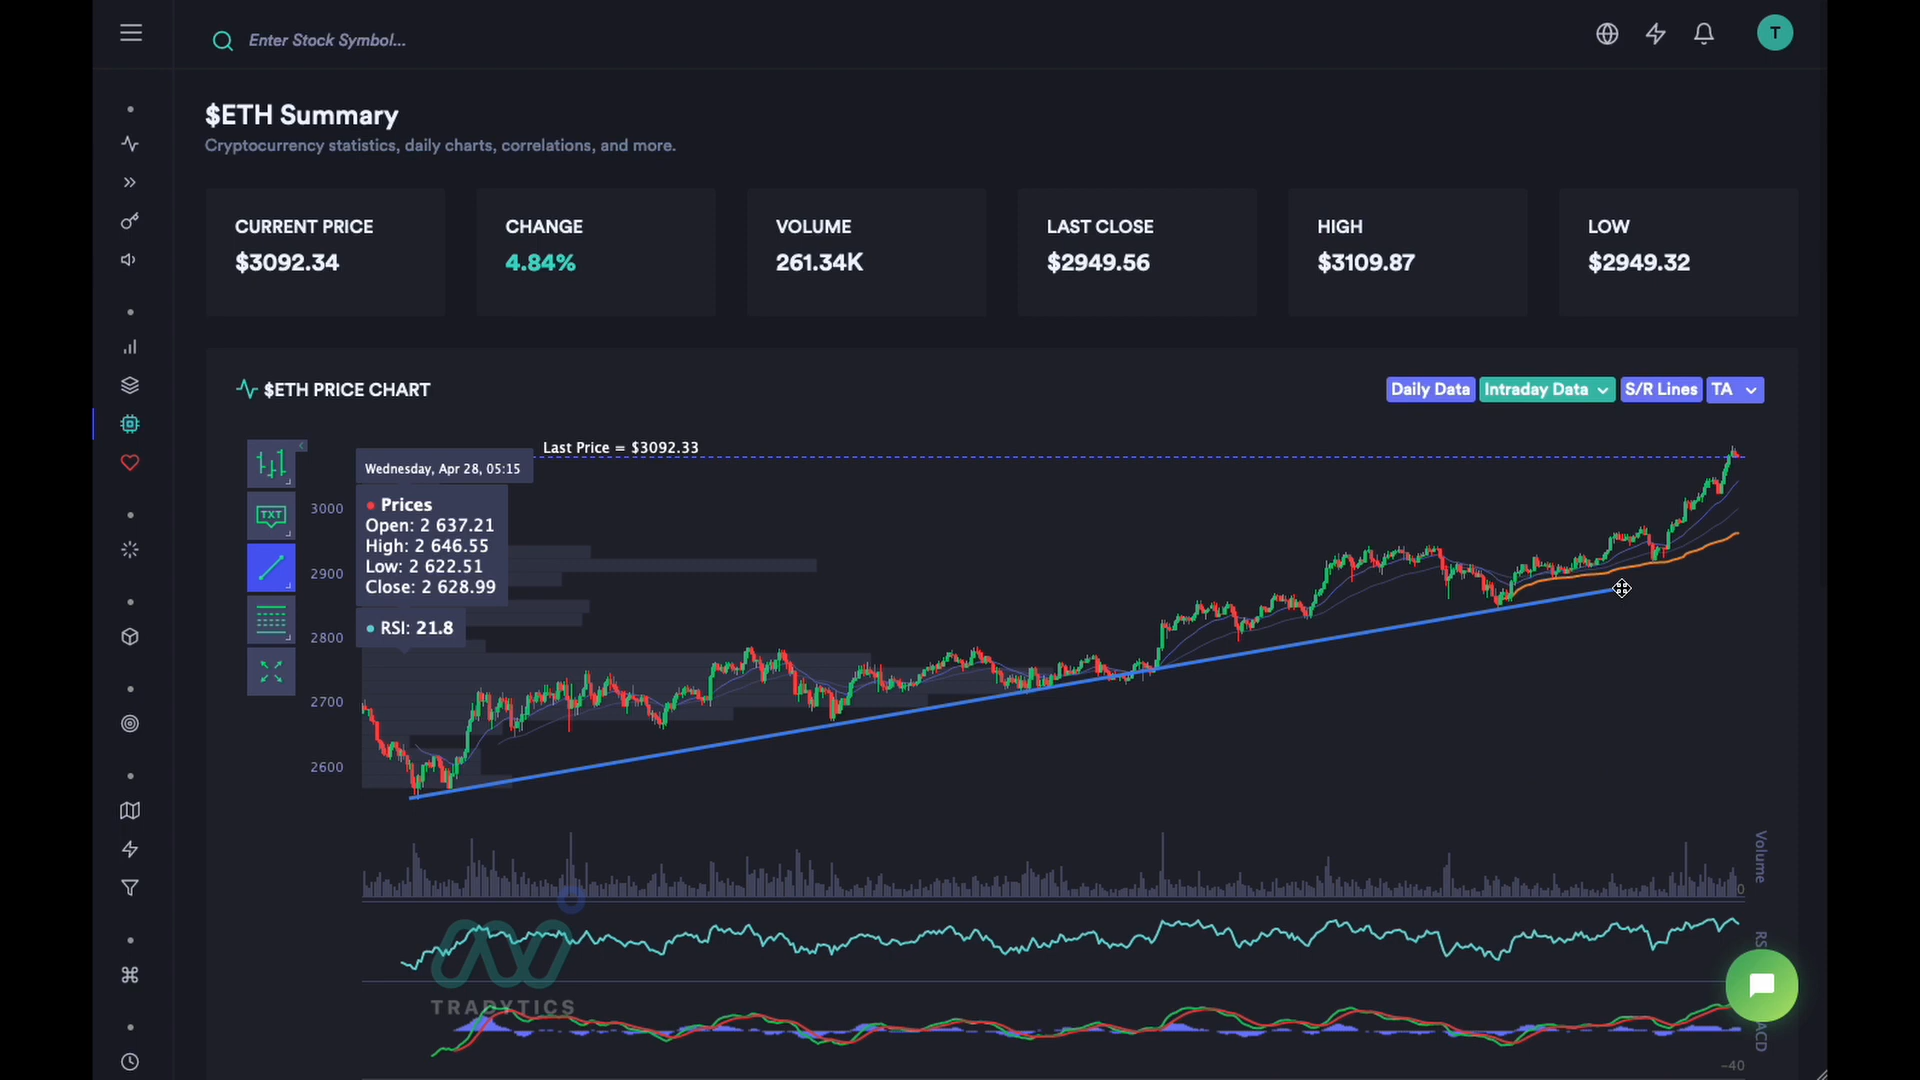 Enter Stock Symbol...
T
$ETH Summary
Cryptocurrency statistics, daily charts, correlations, and more.
CURRENT PRICE
$3092.34
CHANGE
4.84%
VOLUME
261.34K
LAST CLOSE
$2949.56
HIGH
$3109.87
LOW
$2949.32
$ETH PRICE CHART
Daily Data
Intraday Data
S/R Lines
TA
Last Price = $3092.33
Wednesday, Apr 28, 05:15
Prices
Open: 2 637.21
High: 2 646.55
Low: 2 622.51
Close: 2 628.99
RSI: 21.8
TXT
3000
2900
2800
2700
2600
Volume
0
RS
TRADYTICS
ACD
-40